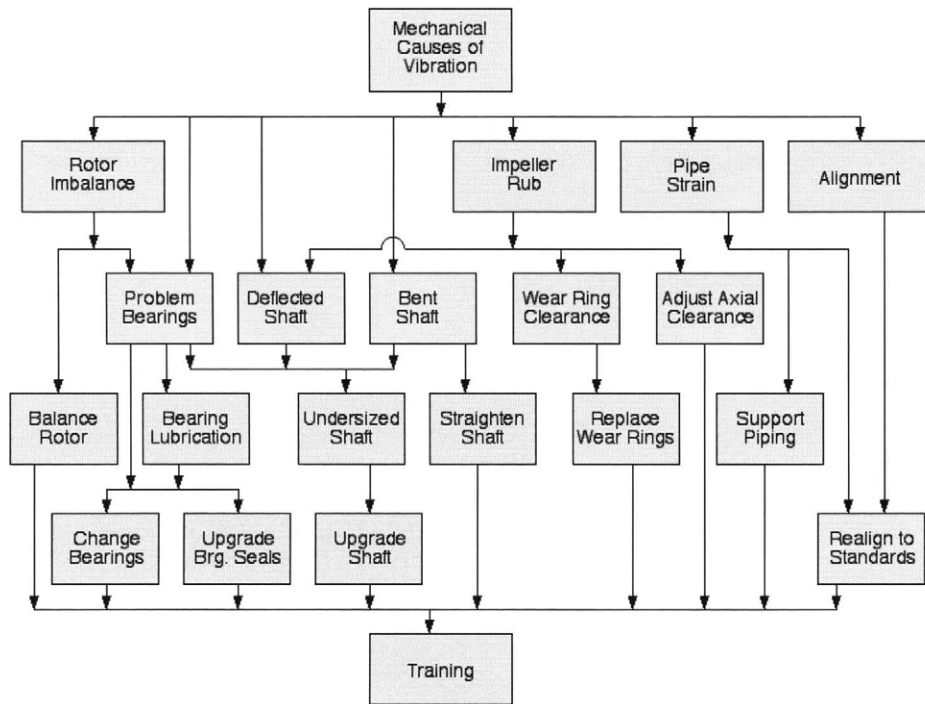 Mechanical
Causes of
Vibration
Rotor
Imbalance
Impeller
Rub
Pipe
Strain
Alignment
Problem
Bearings
Deflected
Shaft
Bent
Shaft
Wear Ring
Clearance
Adjust Axial
Clearance
Balance
Rotor
Bearing
Lubrication
Undersized
Shaft
Straighten
Shaft
Replace
Wear Rings
Support
Piping
Change
Bearings
Upgrade
Brg. Seals
Upgrade
Shaft
Realign to
Standards
Training